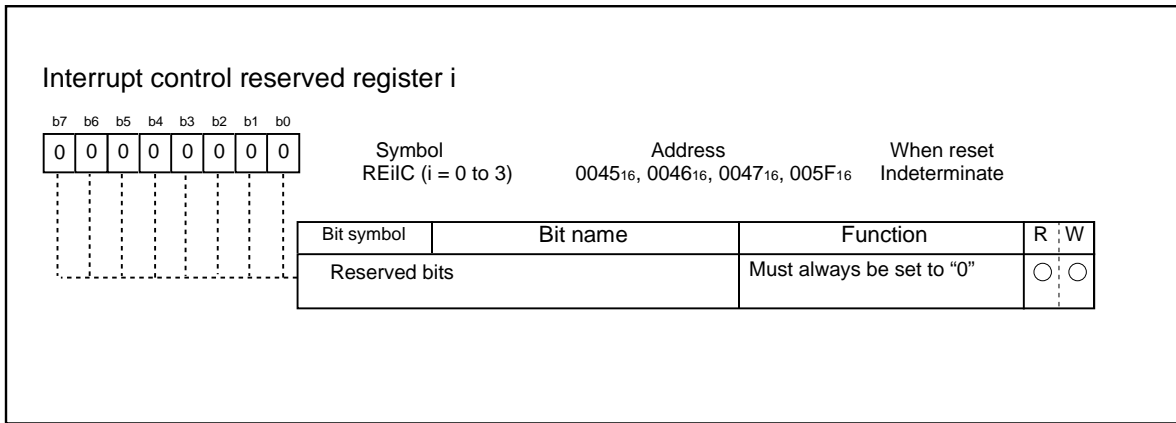 Interrupt control reserved register i
b7 b6 b5 b4 b3 b2 b1 b0
0 0 0 0 0 0 0 0
Symbol Address When reset
REiIC (i = 0 to 3) 004516, 004616, 004716, 005F16 Indeterminate
Bit symbol Bit name Function R W
Reserved bits Must always be set to “0” ○ ○